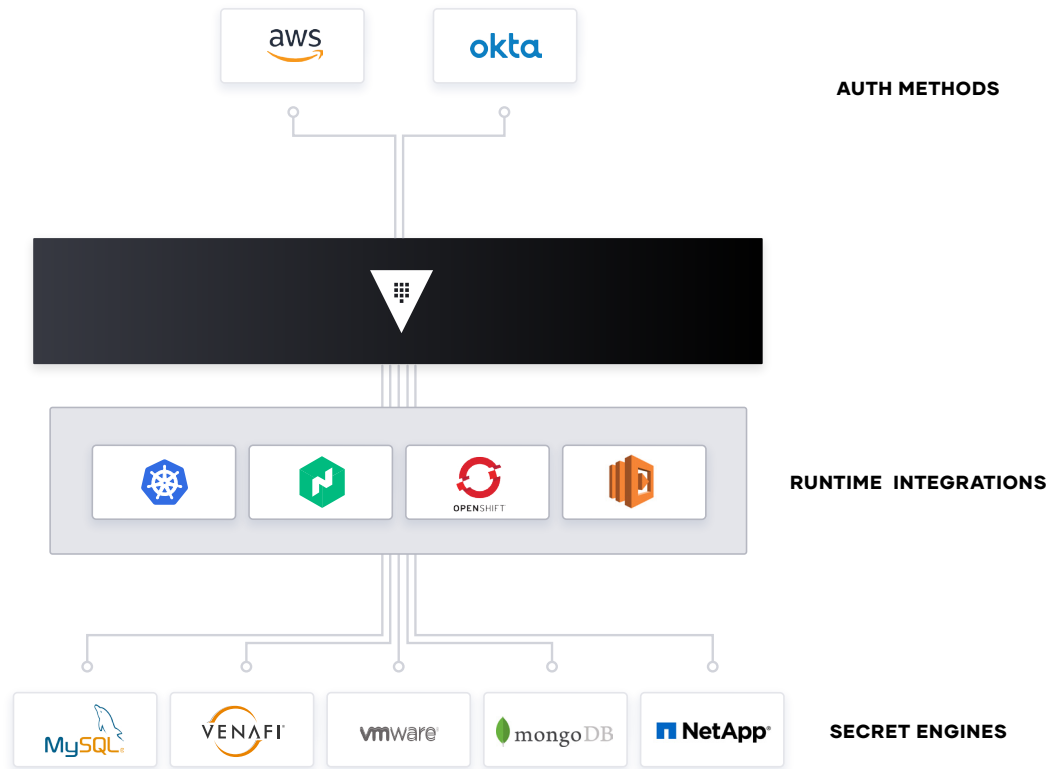 aws
okta
AUTH METHODS
OPENSHIFT
RUNTIME INTEGRATIONS
MySQL
VENAFI
vmware
mongoDB
NetApp
SECRET ENGINES